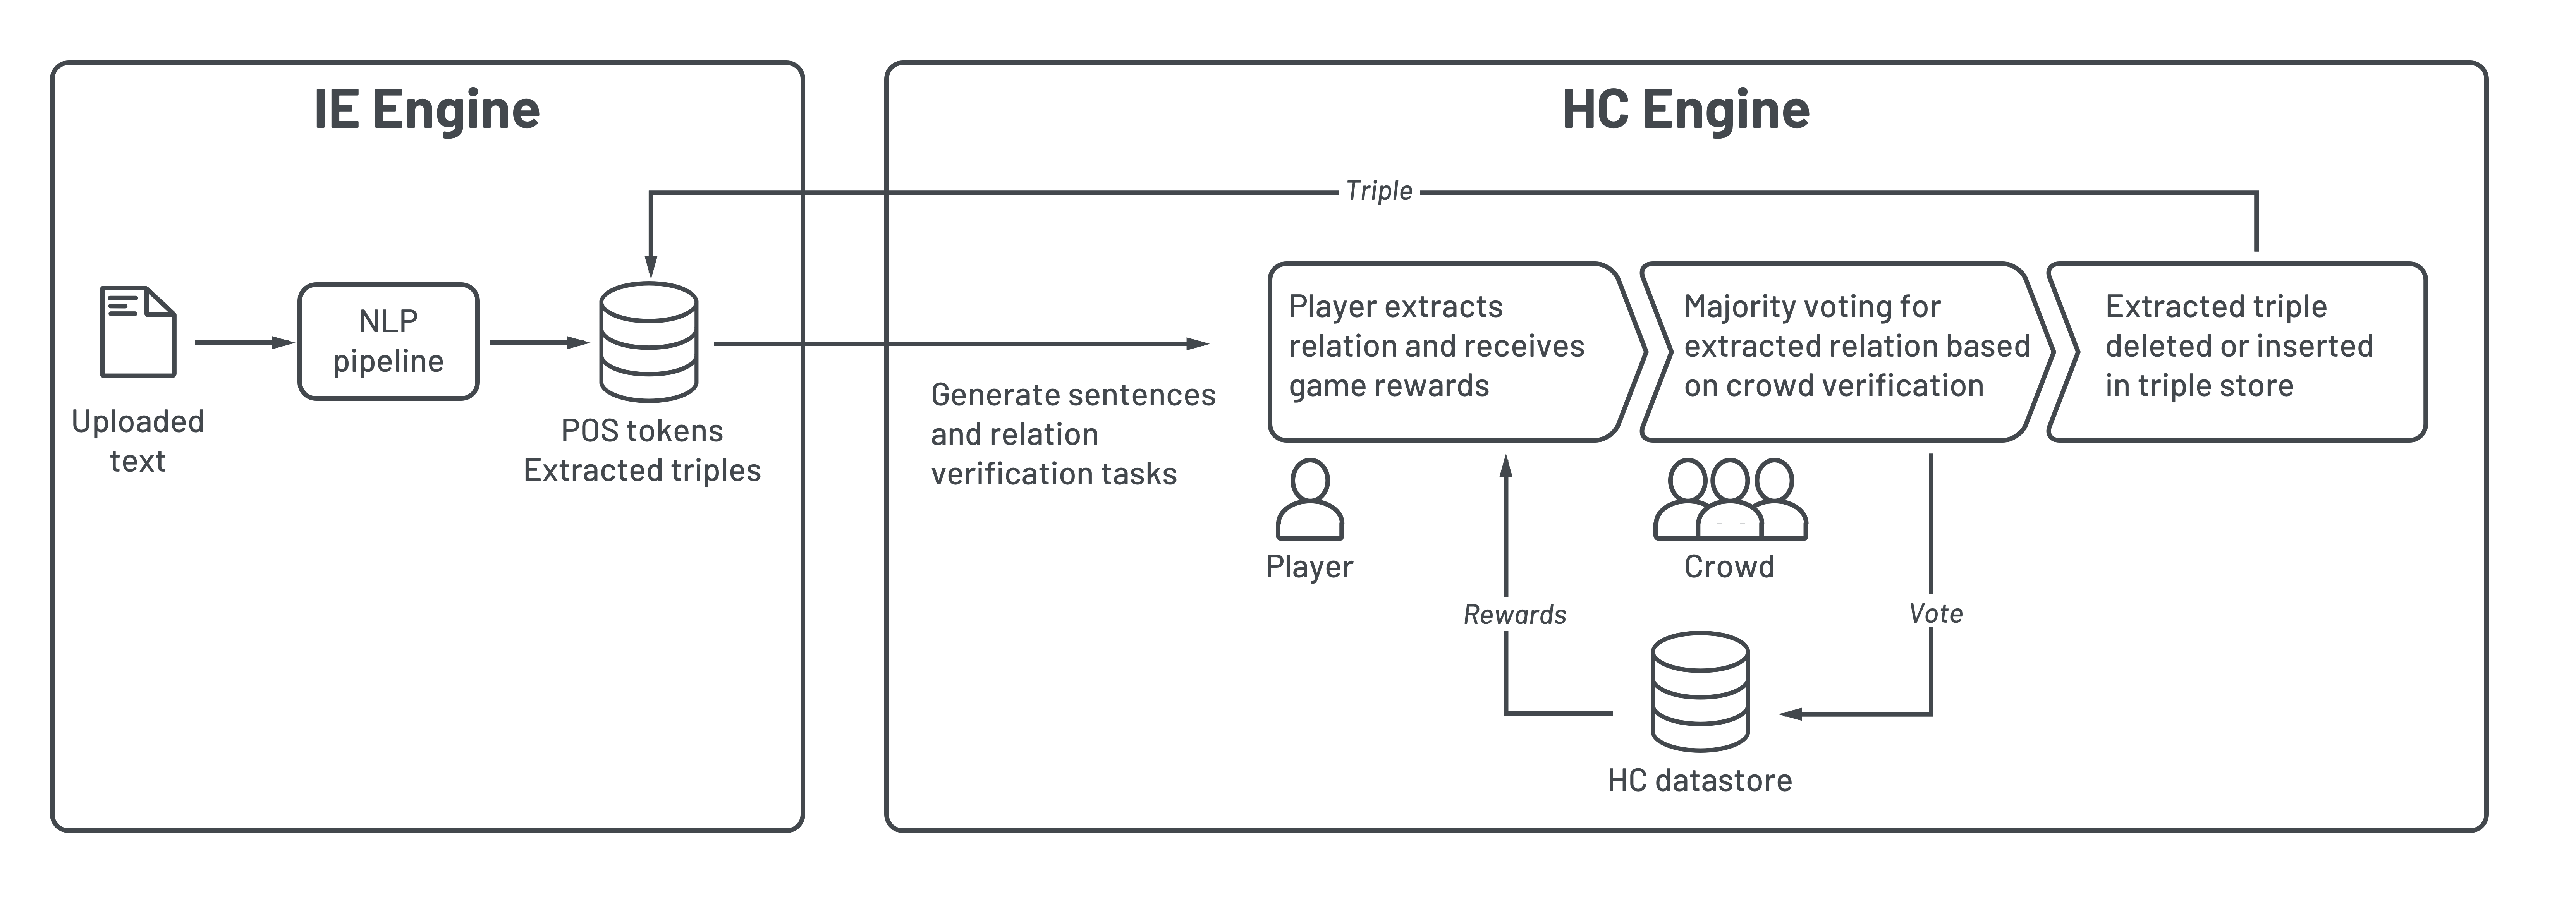 IE Engine
HC Engine
Triple
Uploaded
text
NLP
pipeline
POS tokens
Extracted triples
Generate sentences
and relation
verification tasks
Player extracts
relation and receives
game rewards
Majority voting for
extracted relation based
on crowd verification
Extracted triple
deleted or inserted
in triple store
Player
Crowd
Rewards
Vote
HC datastore